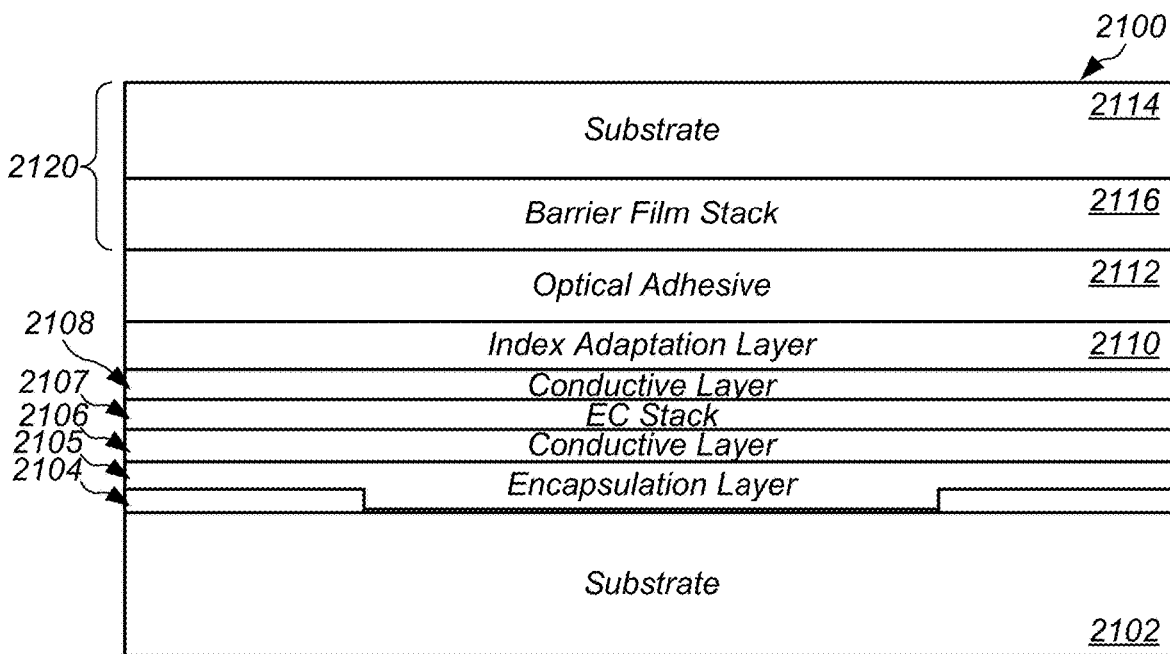 2100
Substrate 2114
2120
Barrier Film Stack 2116
Optical Adhesive 2112
2108
Index Adaptation Layer 2110
2107 Conductive Layer
2106 EC Stack
2105 Conductive Layer
2104 Encapsulation Layer
Substrate
2102